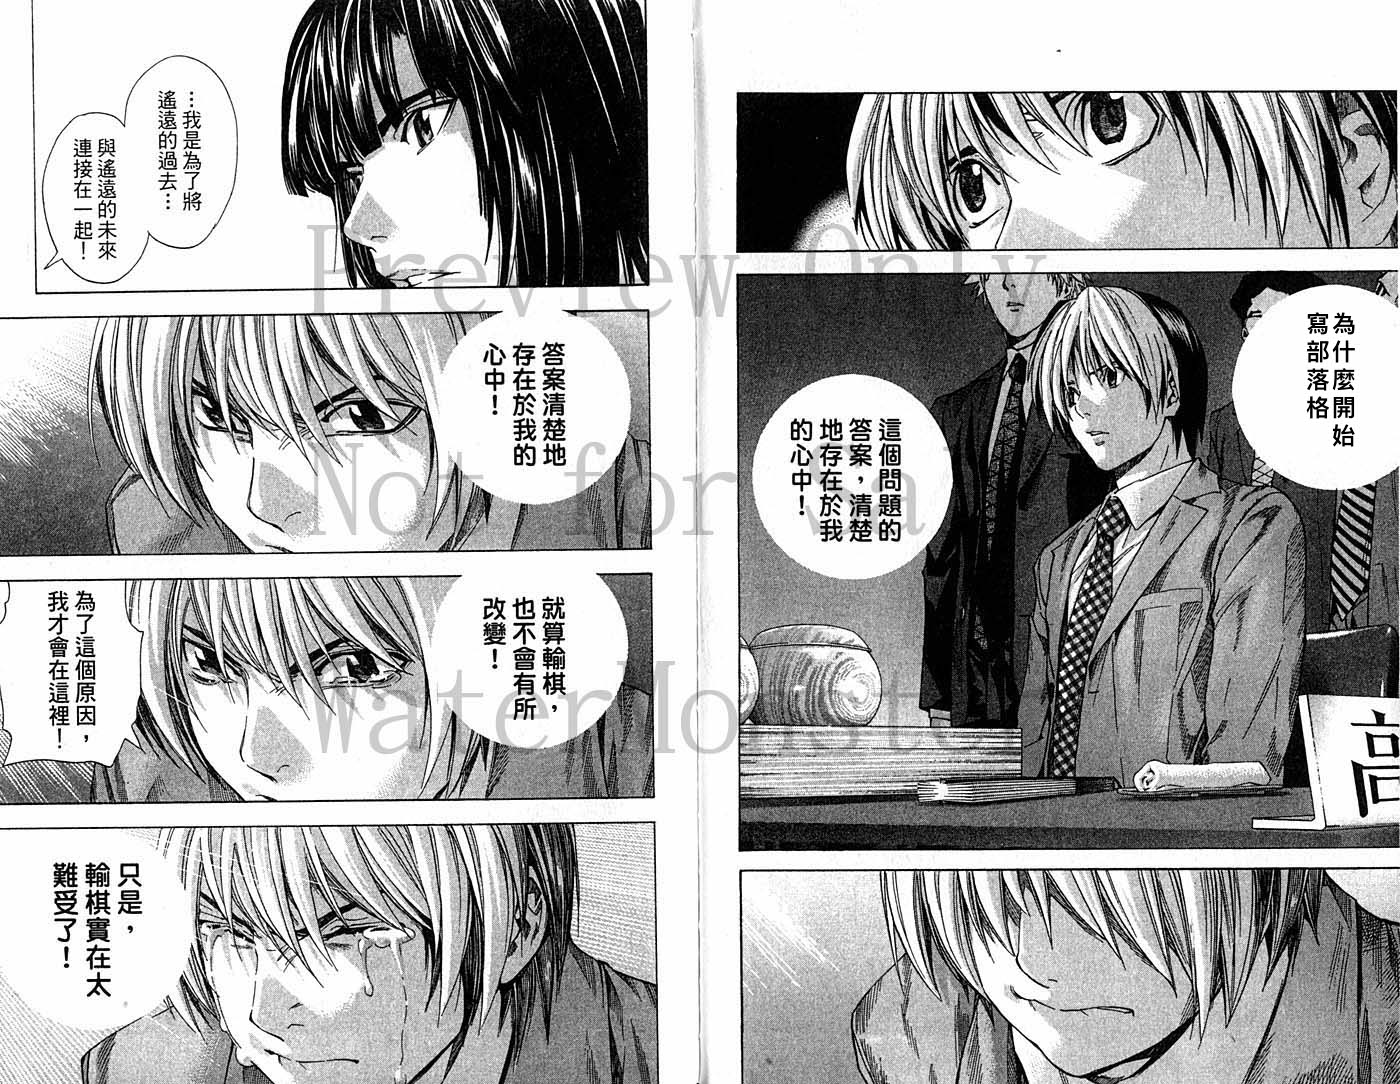 為什麼開始
寫部落格
這個問題的
答案，清楚
地存在於我
的心中！
高
…我是為了將
遙遠的過去…
與遙遠的未來
連接在一起！
答案清楚地
存在於我的
心中！
就算輸棋，
也不會有所
改變！
為了這個原因，
我才會在這裡！
只是，
輸棋實在太
難受了！
Preview Only
Not for Sal
WaterMonste